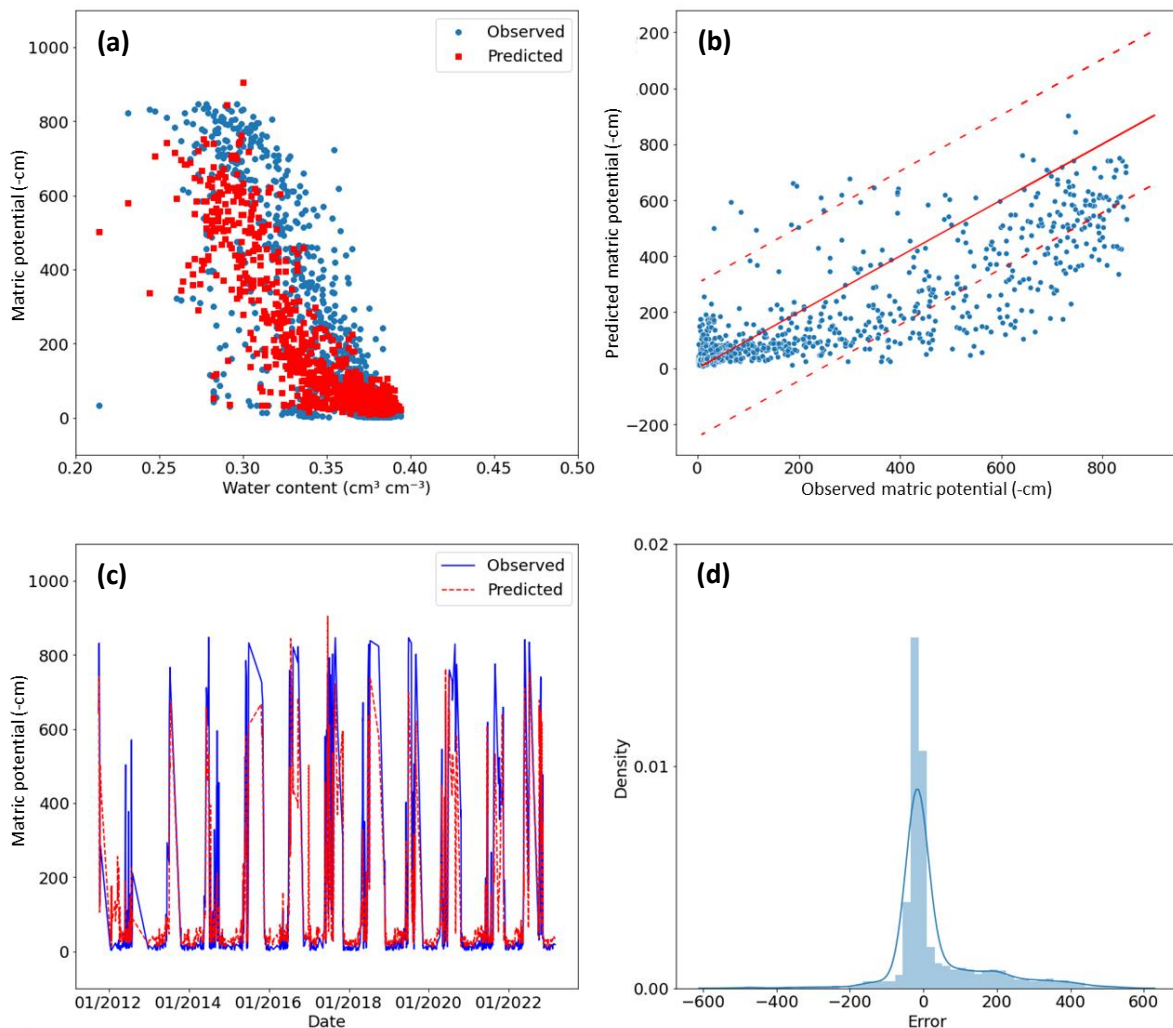 (a)
Observed
Predicted
1000
800
600
400
200
0
0.20 0.25 0.30 0.35 0.40 0.45 0.50
Matric potential (-cm)
Water content (cm³ cm⁻³)
(b)
200
000
800
600
400
200
0
−200
0 200 400 600 800
Predicted matric potential (-cm)
Observed matric potential (-cm)
(c)
Observed
Predicted
1000
800
600
400
200
0
01/2012 01/2014 01/2016 01/2018 01/2020 01/2022
Matric potential (-cm)
Date
(d)
0.02
0.01
0.00
−600 −400 −200 0 200 400 600
Density
Error